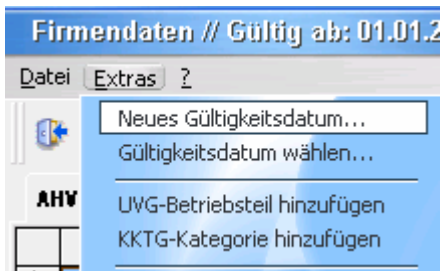 Firmendaten // Gültig ab: 01.01.2
Datei Extras ?
Neues Gültigkeitsdatum...
Gültigkeitsdatum wählen...
AHV
UVG-Betriebsteil hinzufügen
KKTG-Kategorie hinzufügen